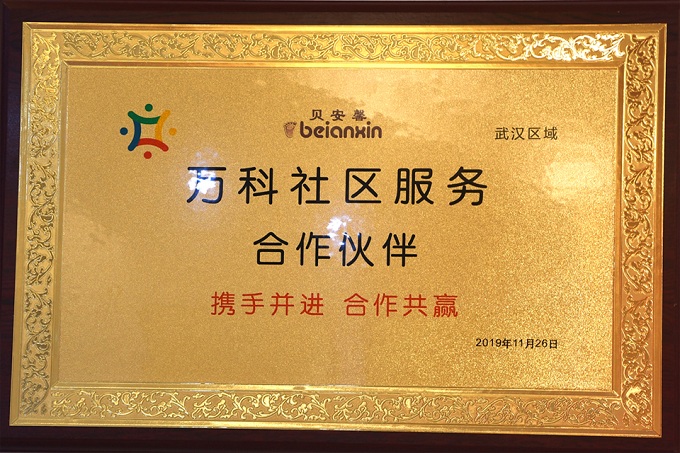 贝安馨
beianxin
武汉区域
万科社区服务
合作伙伴
携手并进 合作共赢
2019年11月26日